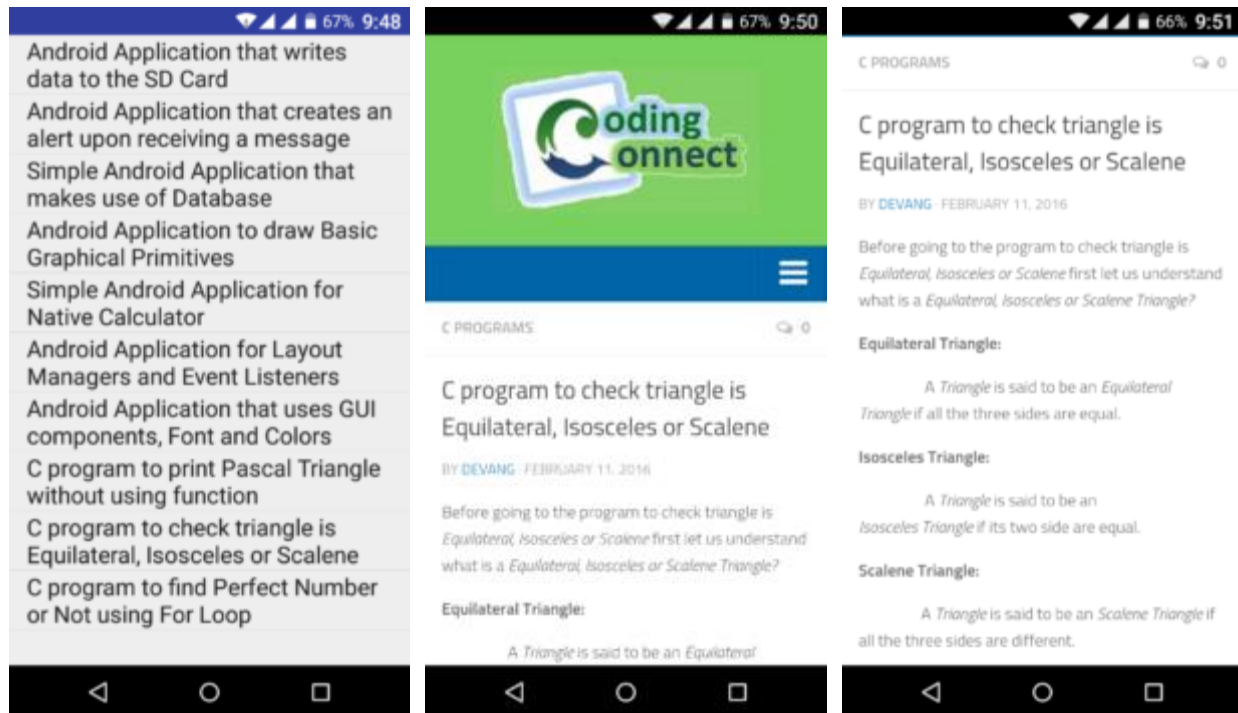 67% 9:48
Android Application that writes
data to the SD Card
Android Application that creates an
alert upon receiving a message
Simple Android Application that
makes use of Database
Android Application to draw Basic
Graphical Primitives
Simple Android Application for
Native Calculator
Android Application for Layout
Managers and Event Listeners
Android Application that uses GUI
components, Font and Colors
C program to print Pascal Triangle
without using function
C program to check triangle is
Equilateral, Isosceles or Scalene
C program to find Perfect Number
or Not using For Loop
67% 9:50
Coding
Connect
C PROGRAMS 0
C program to check triangle is
Equilateral, Isosceles or Scalene
BY DEVANG · FEBRUARY 11, 2016
Before going to the program to check triangle is
Equilateral, Isosceles or Scalene first let us understand
what is a Equilateral, Isosceles or Scalene Triangle?
Equilateral Triangle:
A Triangle is said to be an Equilateral
66% 9:51
C PROGRAMS 0
C program to check triangle is
Equilateral, Isosceles or Scalene
BY DEVANG · FEBRUARY 11, 2016
Before going to the program to check triangle is
Equilateral, Isosceles or Scalene first let us understand
what is a Equilateral, Isosceles or Scalene Triangle?
Equilateral Triangle:
A Triangle is said to be an Equilateral
Triangle if all the three sides are equal.
Isosceles Triangle:
A Triangle is said to be an
Isosceles Triangle if its two side are equal.
Scalene Triangle:
A Triangle is said to be an Scalene Triangle if
all the three sides are different.